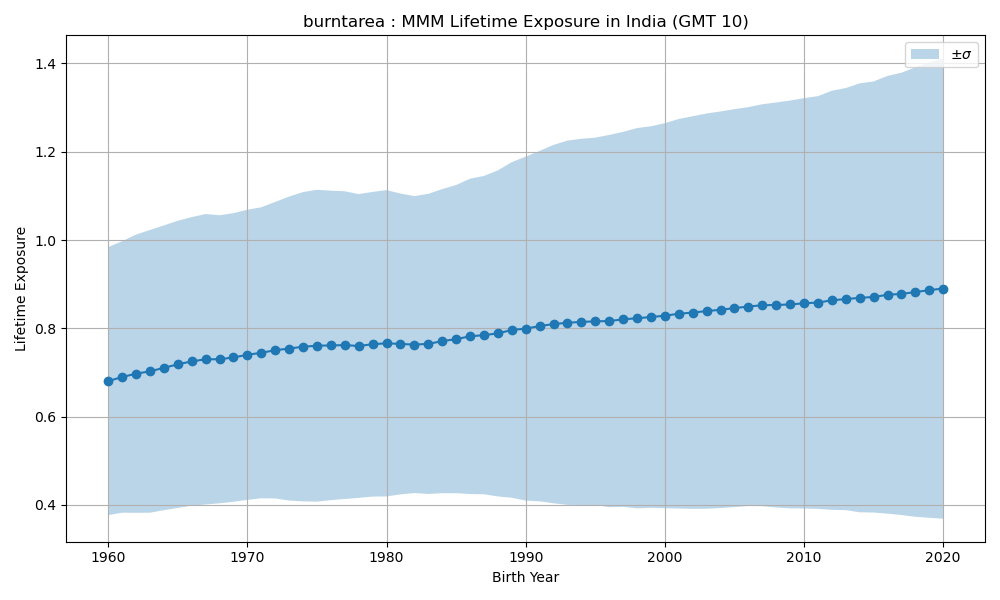 burntarea : MMM Lifetime Exposure in India (GMT 10)
±σ
1.4
1.2
1.0
0.8
0.6
0.4
Lifetime Exposure
1960 1970 1980 1990 2000 2010 2020
Birth Year